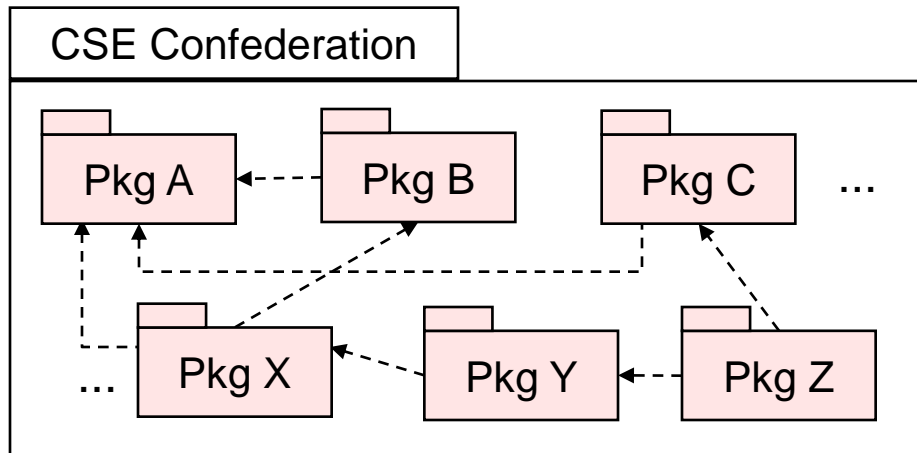 CSE Confederation
Pkg A
Pkg B
Pkg C
...
...
Pkg X
Pkg Y
Pkg Z